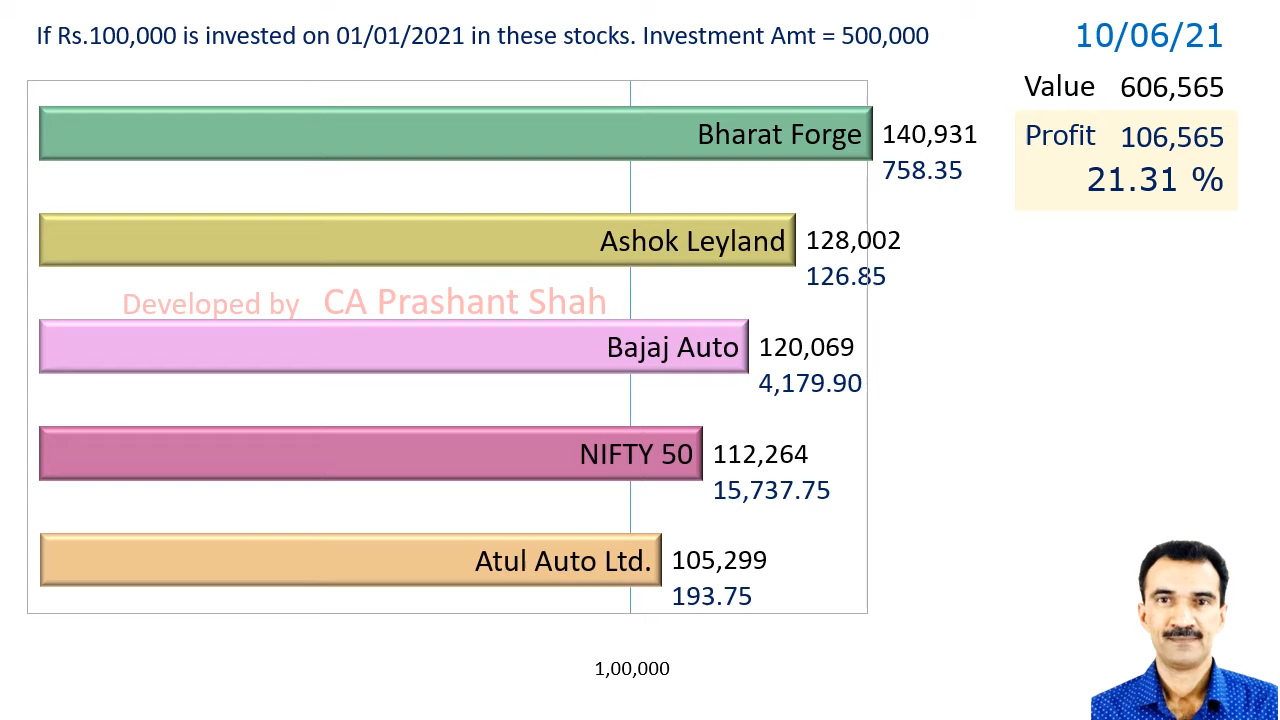 If Rs.100,000 is invested on 01/01/2021 in these stocks. Investment Amt = 500,000
10/06/21
Value 606,565
Profit 106,565
21.31 %
Bharat Forge 140,931
758.35
Ashok Leyland 128,002
126.85
Developed by CA Prashant Shah
Bajaj Auto 120,069
4,179.90
NIFTY 50 112,264
15,737.75
Atul Auto Ltd. 105,299
193.75
1,00,000